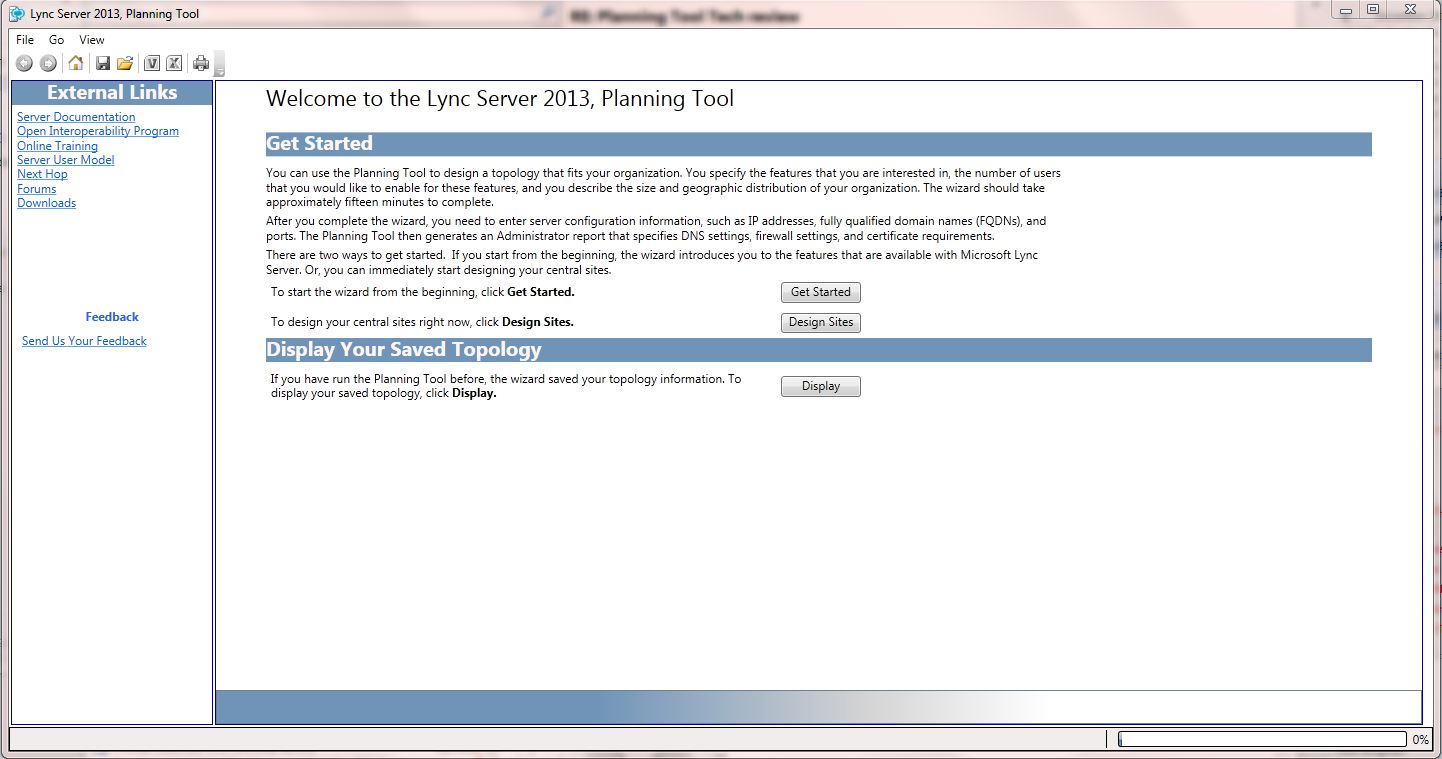 Lync Server 2013, Planning Tool
RE: Planning Tool Tech review
File Go View
V X
External Links
Server Documentation
Open Interoperability Program
Online Training
Server User Model
Next Hop
Forums
Downloads
Feedback
Send Us Your Feedback
Welcome to the Lync Server 2013, Planning Tool
Get Started
You can use the Planning Tool to design a topology that fits your organization. You specify the features that you are interested in, the number of users
that you would like to enable for these features, and you describe the size and geographic distribution of your organization. The wizard should take
approximately fifteen minutes to complete.
After you complete the wizard, you need to enter server configuration information, such as IP addresses, fully qualified domain names (FQDNs), and
ports. The Planning Tool then generates an Administrator report that specifies DNS settings, firewall settings, and certificate requirements.
There are two ways to get started.  If you start from the beginning, the wizard introduces you to the features that are available with Microsoft Lync
Server. Or, you can immediately start designing your central sites.
To start the wizard from the beginning, click Get Started.
Get Started
To design your central sites right now, click Design Sites.
Design Sites
Display Your Saved Topology
If you have run the Planning Tool before, the wizard saved your topology information. To
display your saved topology, click Display.
Display
0%